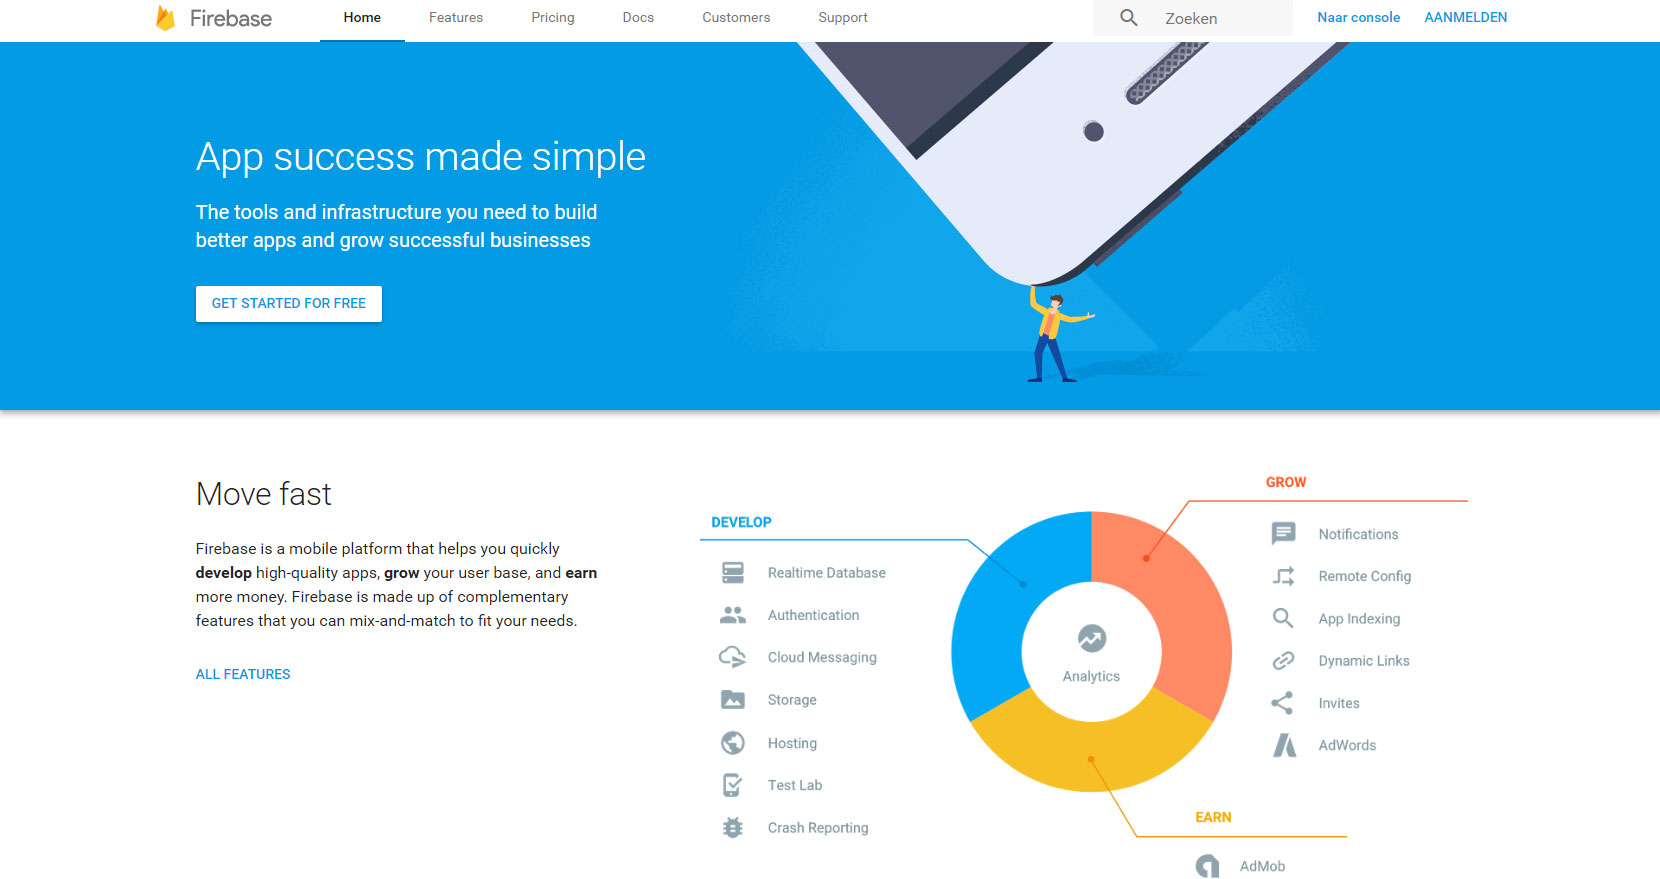 Firebase
Home
Features
Pricing
Docs
Customers
Support
Zoeken
Naar console
AANMELDEN
App success made simple
The tools and infrastructure you need to build
better apps and grow successful businesses
GET STARTED FOR FREE
Move fast
Firebase is a mobile platform that helps you quickly
develop high-quality apps, grow your user base, and earn
more money. Firebase is made up of complementary
features that you can mix-and-match to fit your needs.
ALL FEATURES
DEVELOP
Realtime Database
Authentication
Cloud Messaging
Storage
Hosting
Test Lab
Crash Reporting
Analytics
GROW
Notifications
Remote Config
App Indexing
Dynamic Links
Invites
AdWords
EARN
AdMob